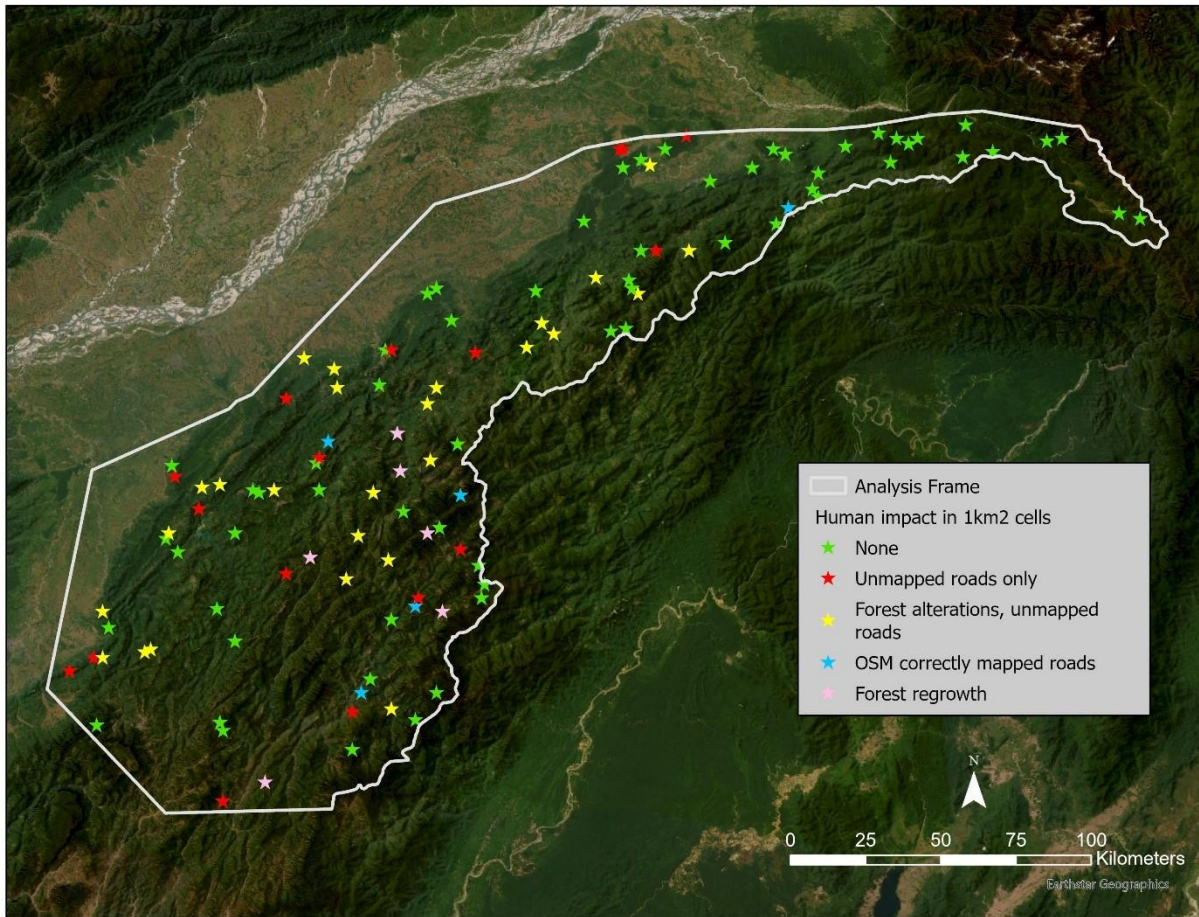 Analysis Frame
Human impact in 1km2 cells
None
Unmapped roads only
Forest alterations, unmapped
roads
OSM correctly mapped roads
Forest regrowth
N
0 25 50 75 100
Kilometers
Earthstar Geographics